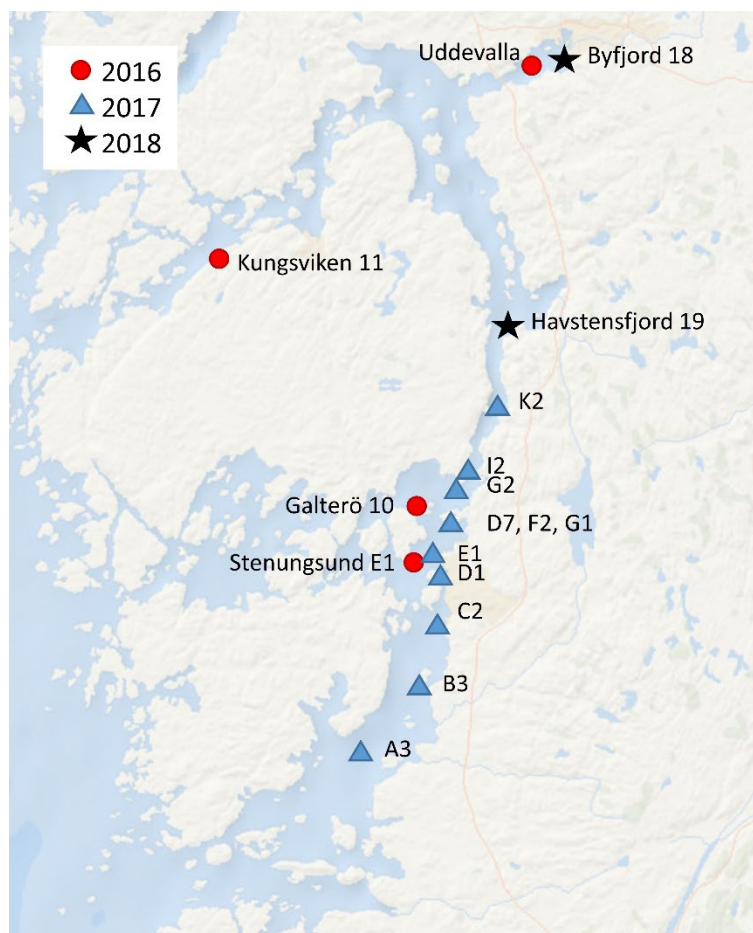 Uddevalla
Byfjord 18
2016
2017
2018
Kungsviken 11
Havstensfjord 19
K2
I2
G2
Galterö 10
D7, F2, G1
E1
Stenungsund E1
D1
C2
B3
A3